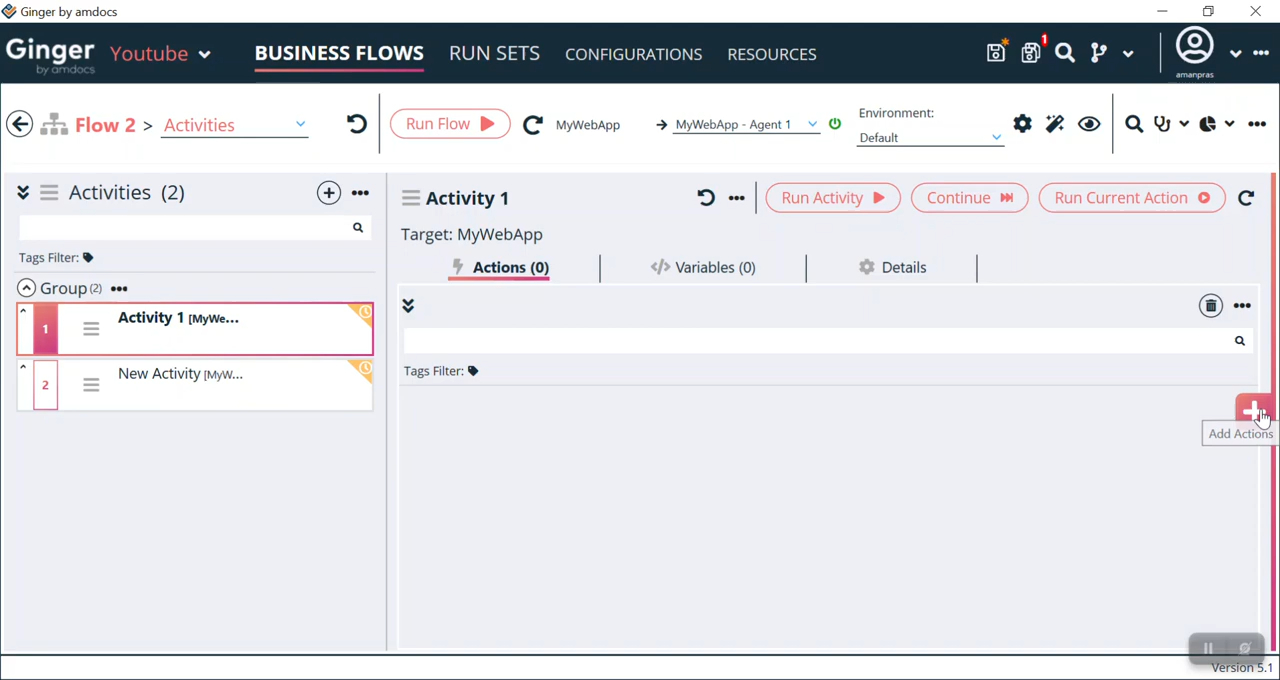 Ginger by amdocs
Ginger by amdocs Youtube BUSINESS FLOWS RUN SETS CONFIGURATIONS RESOURCES 1 amanpras
Flow 2 > Activities Run Flow MyWebApp MyWebApp - Agent 1 Environment: Default
Activities (2)
Tags Filter:
Group(2)
1 Activity 1 [MyWe...
2 New Activity [MyW...
Activity 1 Run Activity Continue Run Current Action
Target: MyWebApp
Actions (0) Variables (0) Details
Tags Filter:
Add Actions
Version 5.1